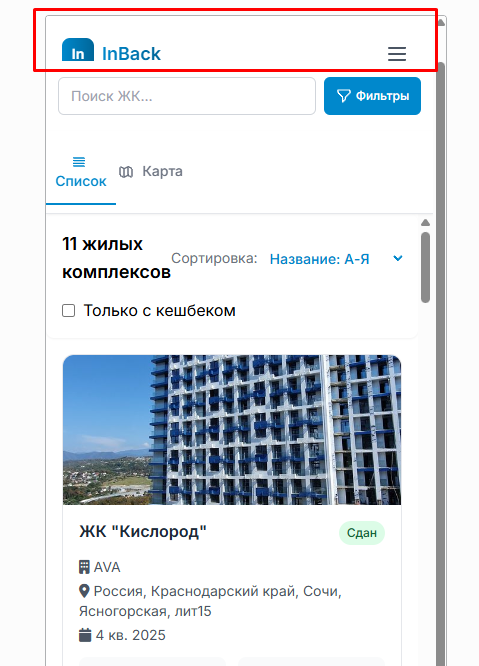 In InBack
Поиск ЖК...
Фильтры
Список
Карта
11 жилых
комплексов
Сортировка:
Название: А-Я
Только с кешбеком
ЖК "Кислород"
Сдан
AVA
Россия, Краснодарский край, Сочи,
Ясногорская, лит15
4 кв. 2025